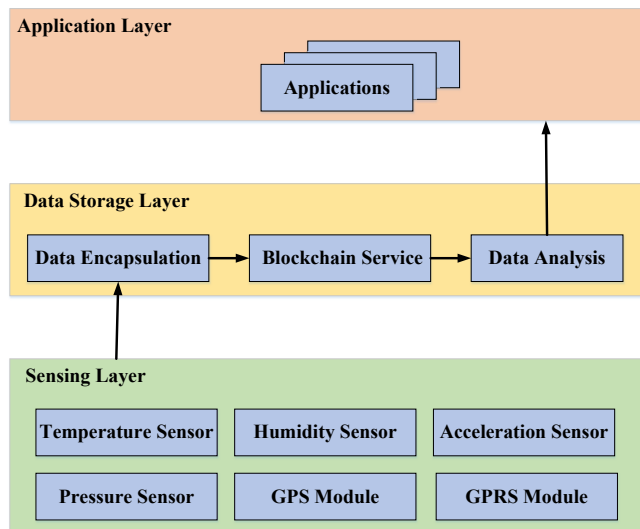 Application Layer
Applications
Data Storage Layer
Data Encapsulation
Blockchain Service
Data Analysis
Sensing Layer
Temperature Sensor
Humidity Sensor
Acceleration Sensor
Pressure Sensor
GPS Module
GPRS Module